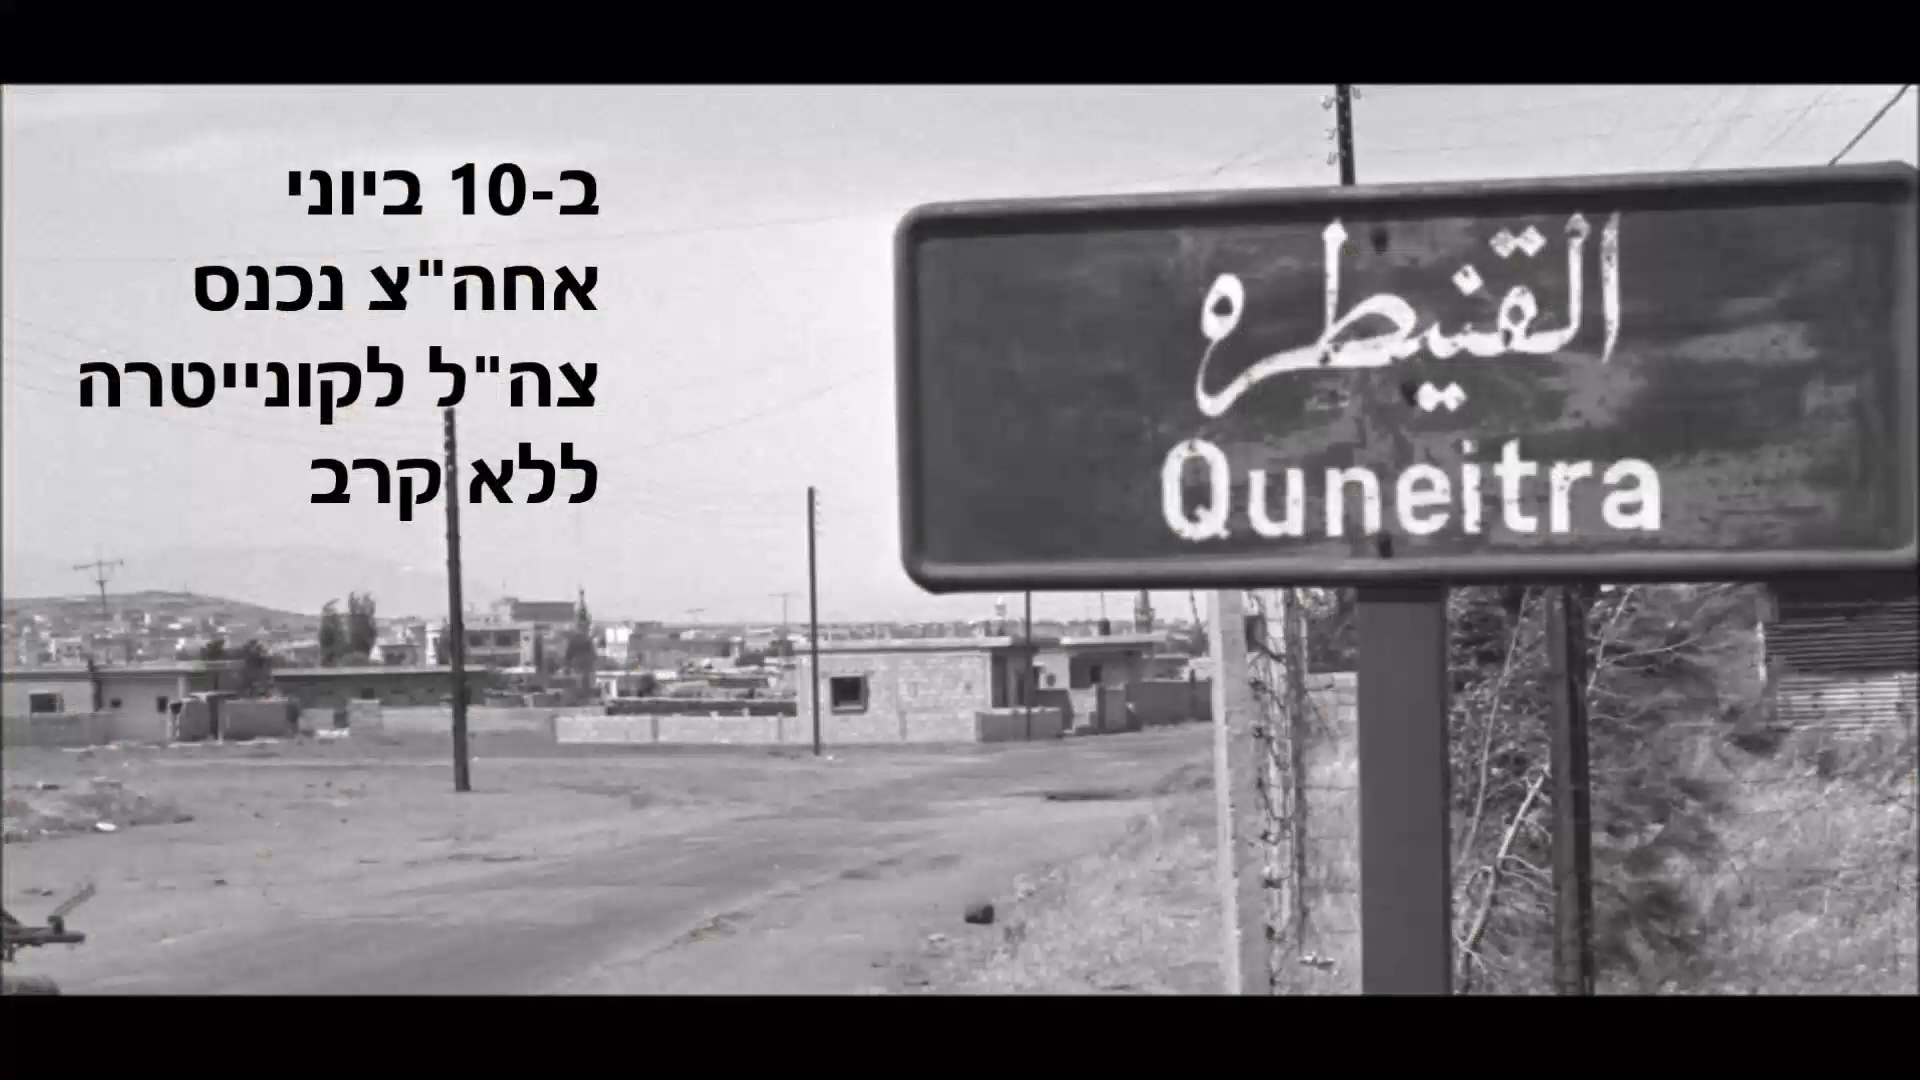 ב-10 ביוני
אחה"צ נכנס
צה"ל לקונייטרה
ללא קרב
القنيطره
Quneitra